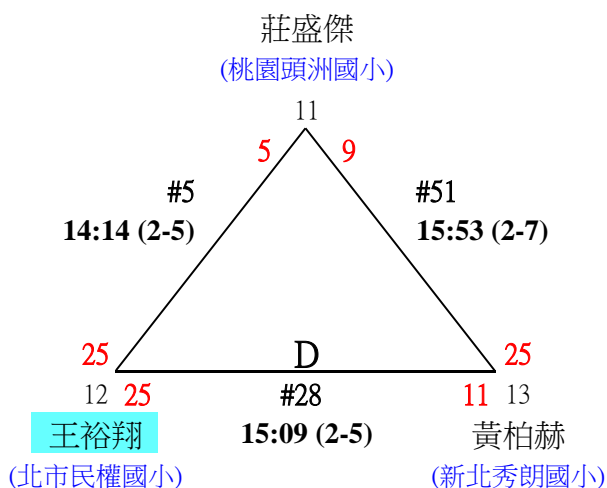 莊盛傑
(桃園頭洲國小)
11
5 9
#5 #51
14:14 (2-5) 15:53 (2-7)
25 D 25
12 25 #28 11 13
王裕翔 15:09 (2-5) 黃柏赫
(北市民權國小) (新北秀朗國小)